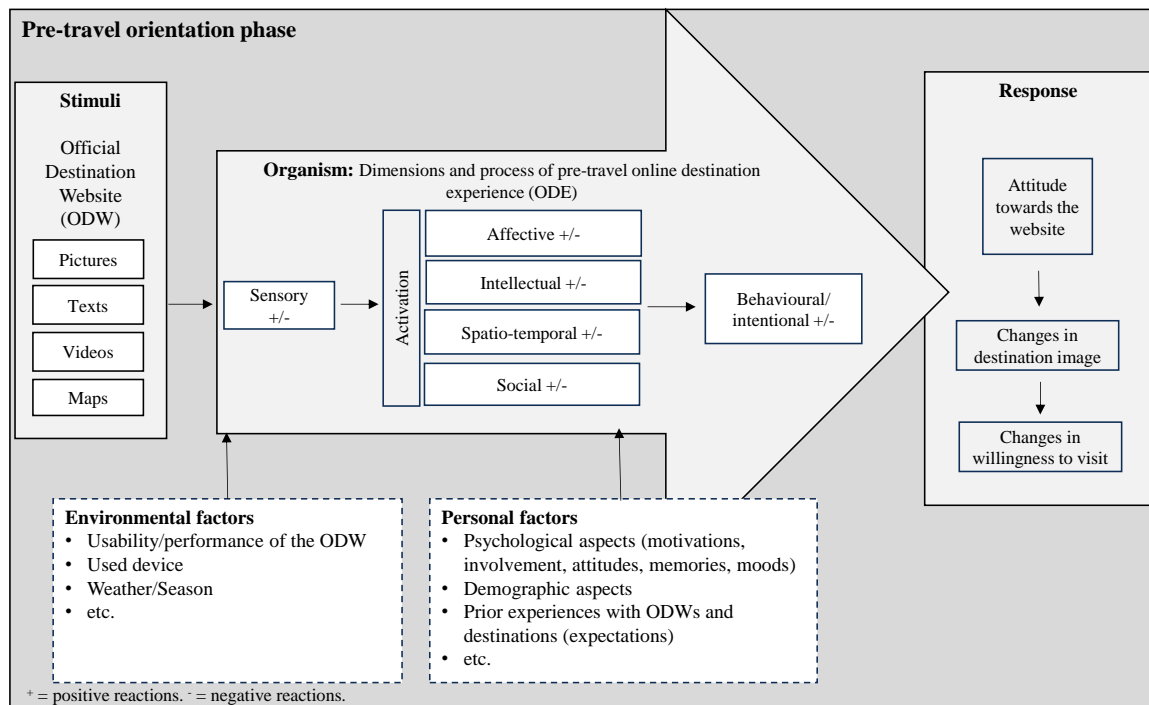 Pre-travel orientation phase
Stimuli
Official
Destination
Website
(ODW)
Pictures
Texts
Videos
Maps
Organism: Dimensions and process of pre-travel online destination
experience (ODE)
Sensory
+/-
Activation
Affective +/-
Intellectual +/-
Spatio-temporal +/-
Social +/-
Behavioural/
intentional +/-
Response
Attitude
towards the
website
Changes in
destination image
Changes in
willingness to visit
Environmental factors
• Usability/performance of the ODW
• Used device
• Weather/Season
• etc.
Personal factors
• Psychological aspects (motivations,
involvement, attitudes, memories, moods)
• Demographic aspects
• Prior experiences with ODWs and
destinations (expectations)
• etc.
+ = positive reactions. - = negative reactions.